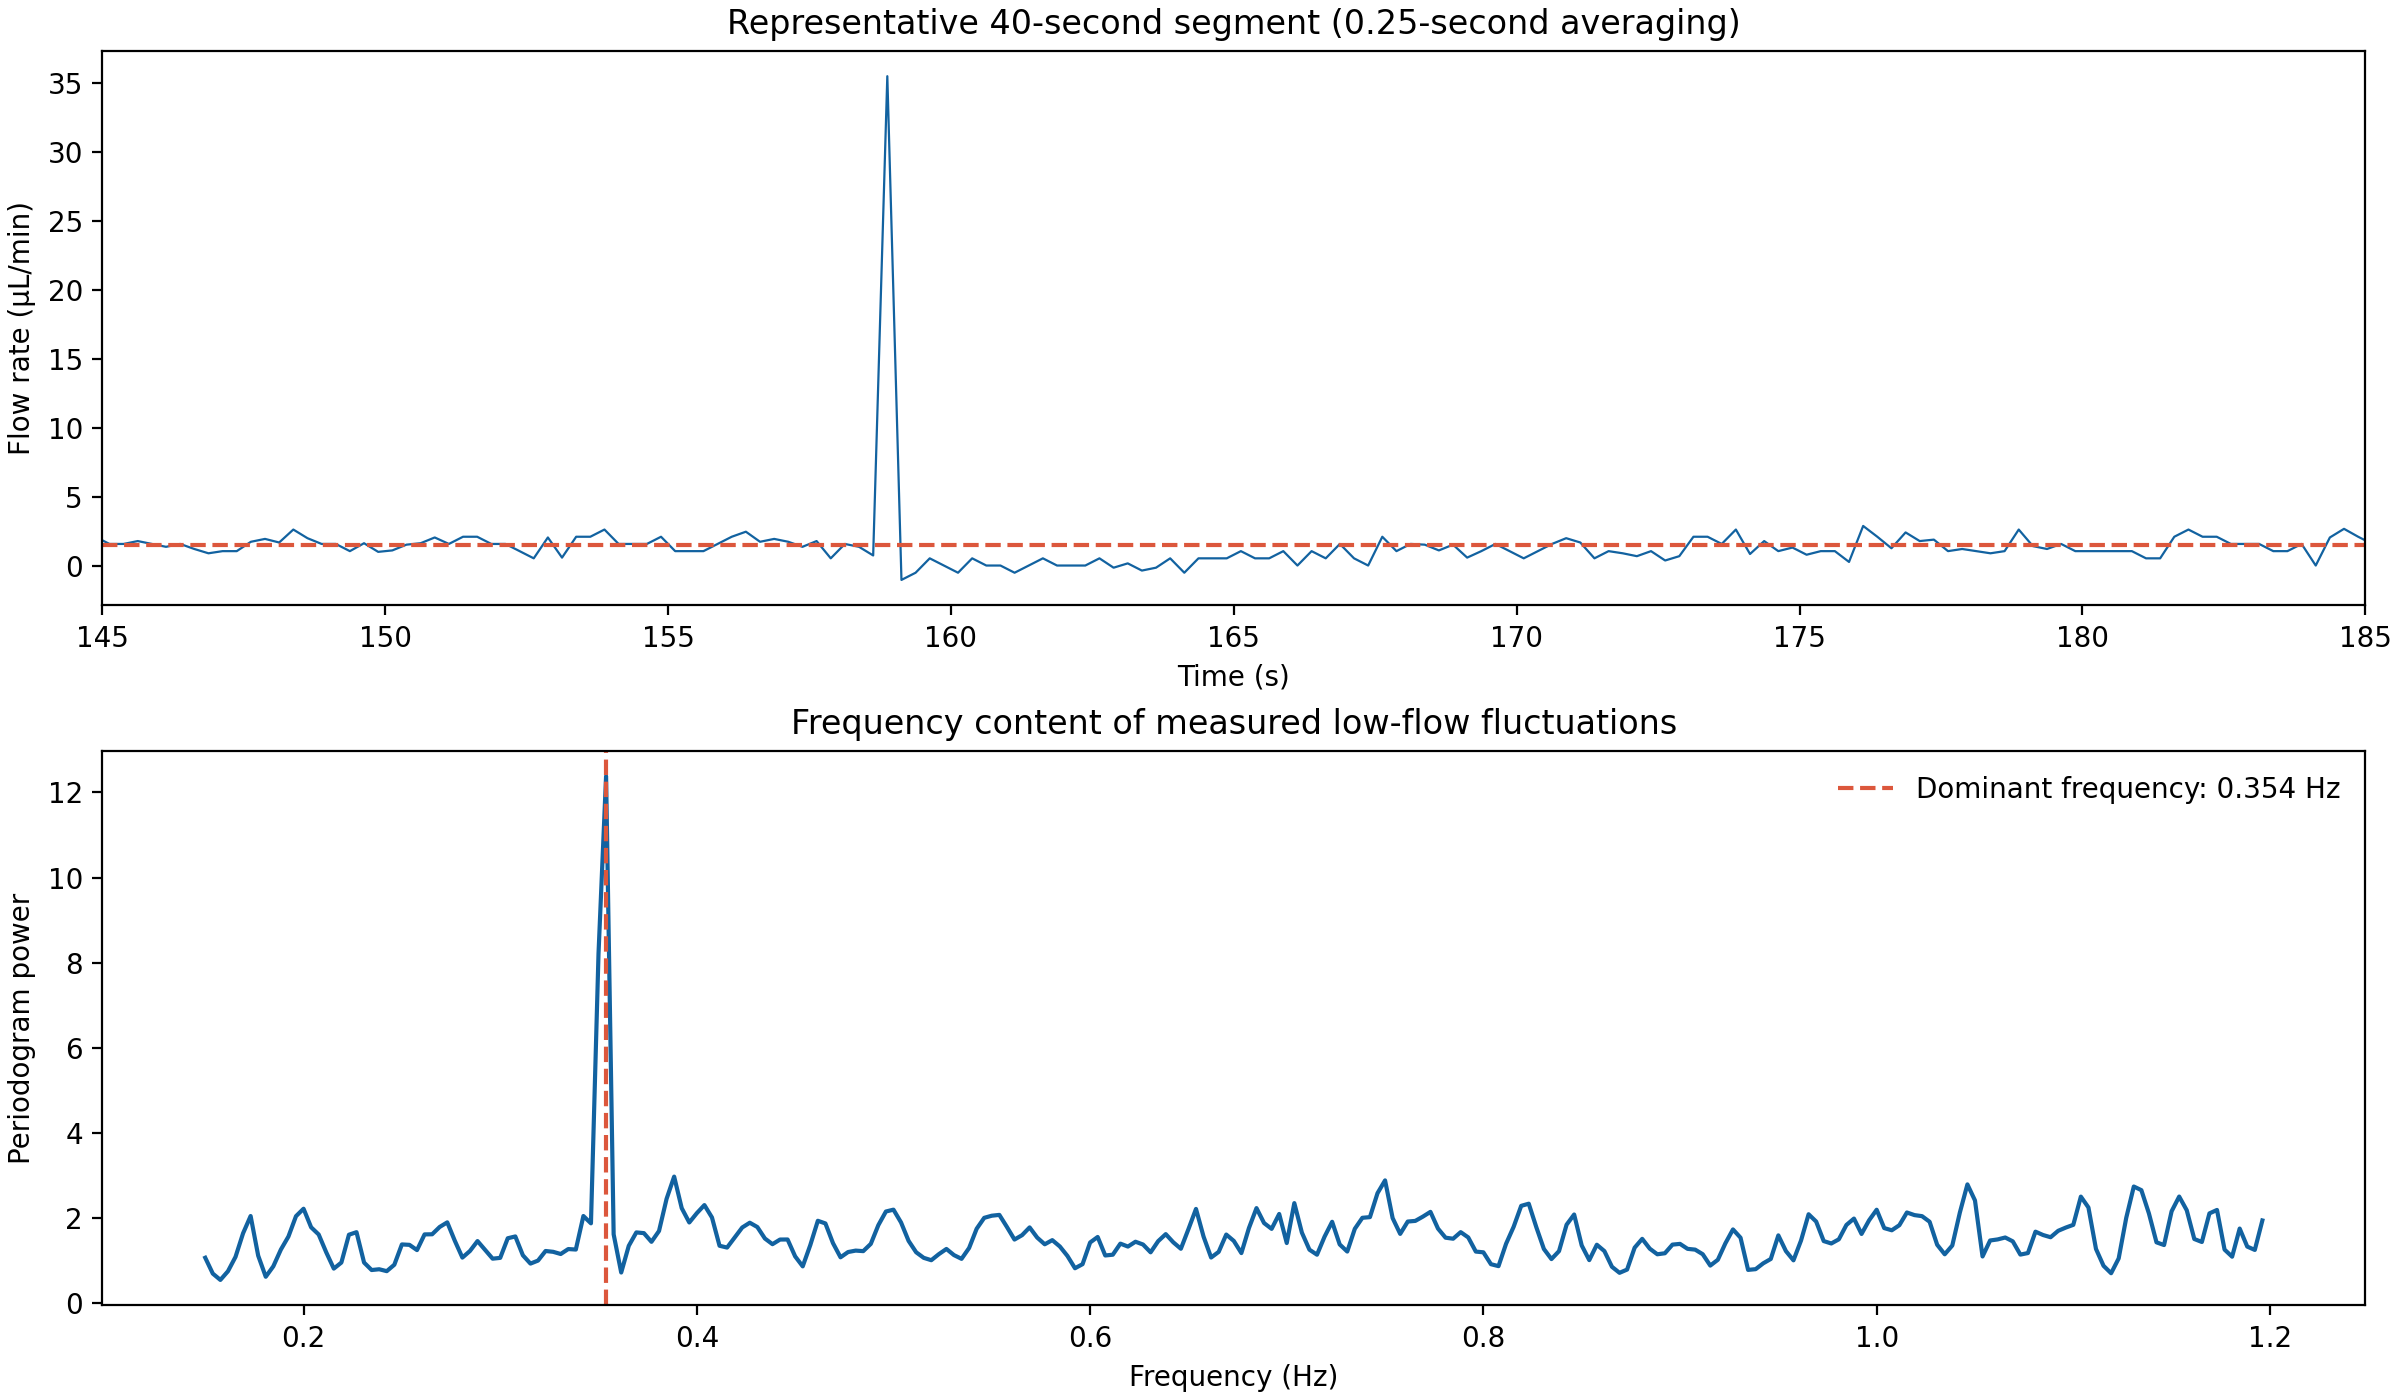 Representative 40-second segment (0.25-second averaging)
35
30
25
20
15
10
5
0
Flow rate (µL/min)
145 150 155 160 165 170 175 180 185
Time (s)
Frequency content of measured low-flow fluctuations
Dominant frequency: 0.354 Hz
12
10
8
6
4
2
0
Periodogram power
0.2 0.4 0.6 0.8 1.0 1.2
Frequency (Hz)